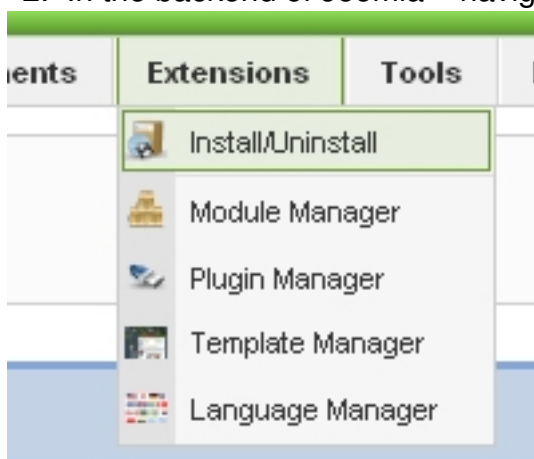 ents Extensions Tools
Install/Uninstall
Module Manager
Plugin Manager
Template Manager
Language Manager